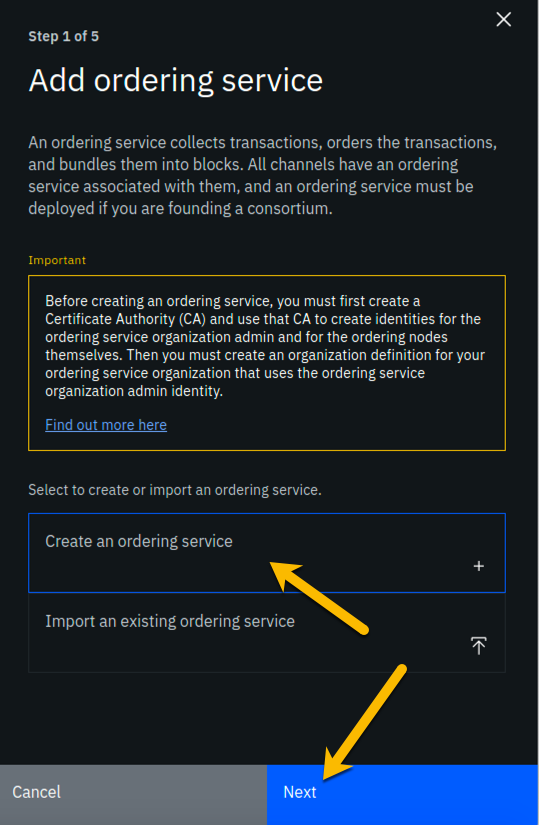 Step 1 of 5
Add ordering service
An ordering service collects transactions, orders the transactions,
and bundles them into blocks. All channels have an ordering
service associated with them, and an ordering service must be
deployed if you are founding a consortium.
Important
Before creating an ordering service, you must first create a
Certificate Authority (CA) and use that CA to create identities for the
ordering service organization admin and for the ordering nodes
themselves. Then you must create an organization definition for your
ordering service organization that uses the ordering service
organization admin identity.
Find out more here
Select to create or import an ordering service.
Create an ordering service
Import an existing ordering service
Cancel
Next